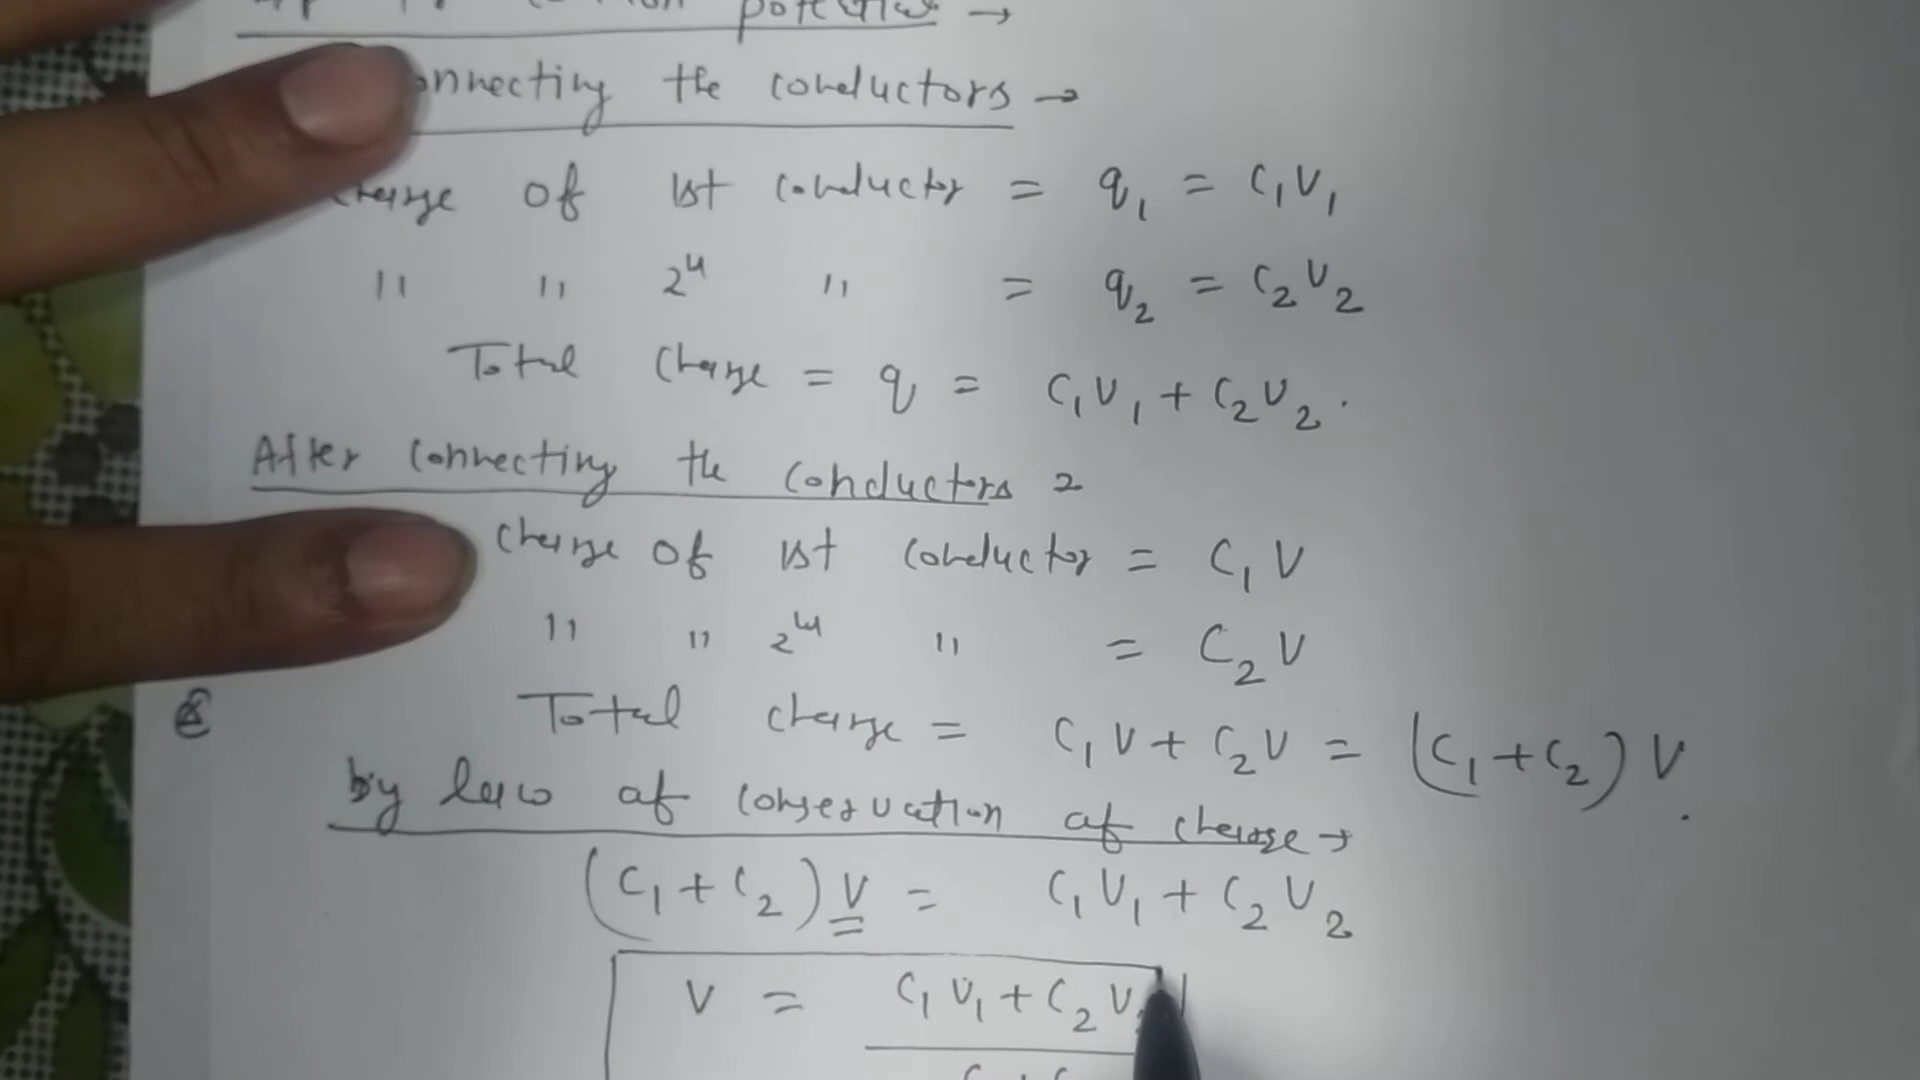 potential →
onnecting the conductors →
charge of 1st conductor = q₁ = C₁V₁
" " 2nd " = q₂ = C₂V₂
Total charge = q = C₁V₁ + C₂V₂.
After connecting the conductors
charge of 1st conductor = C₁V
" " 2nd " = C₂V
Total charge = C₁V + C₂V = (C₁+C₂)V.
by law of conservation of charge →
(C₁+C₂)V = C₁V₁ + C₂V₂
V = C₁V₁ + C₂V